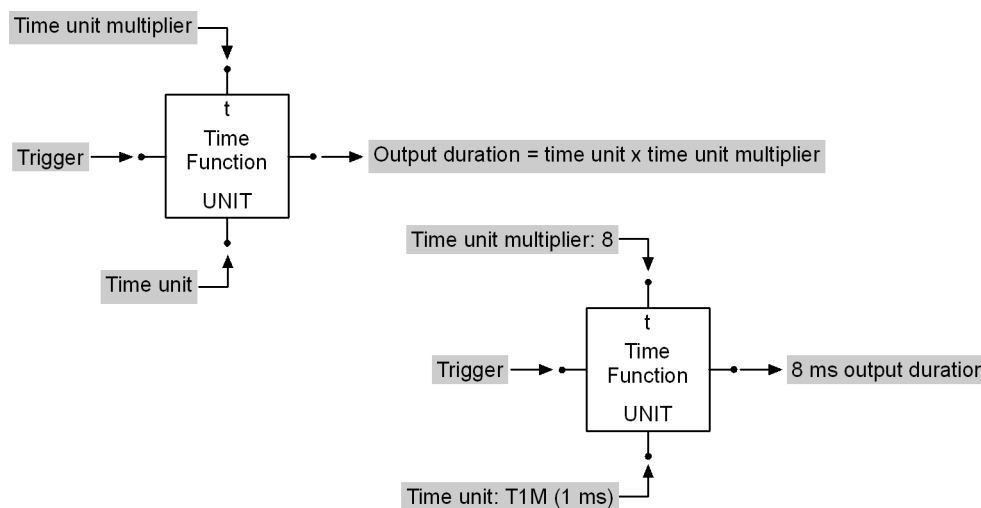 Time unit multiplier
t
Time
Function
UNIT
Trigger
Output duration = time unit x time unit multiplier
Time unit
Time unit multiplier: 8
t
Time
Function
UNIT
Trigger
8 ms output duration
Time unit: T1M (1 ms)